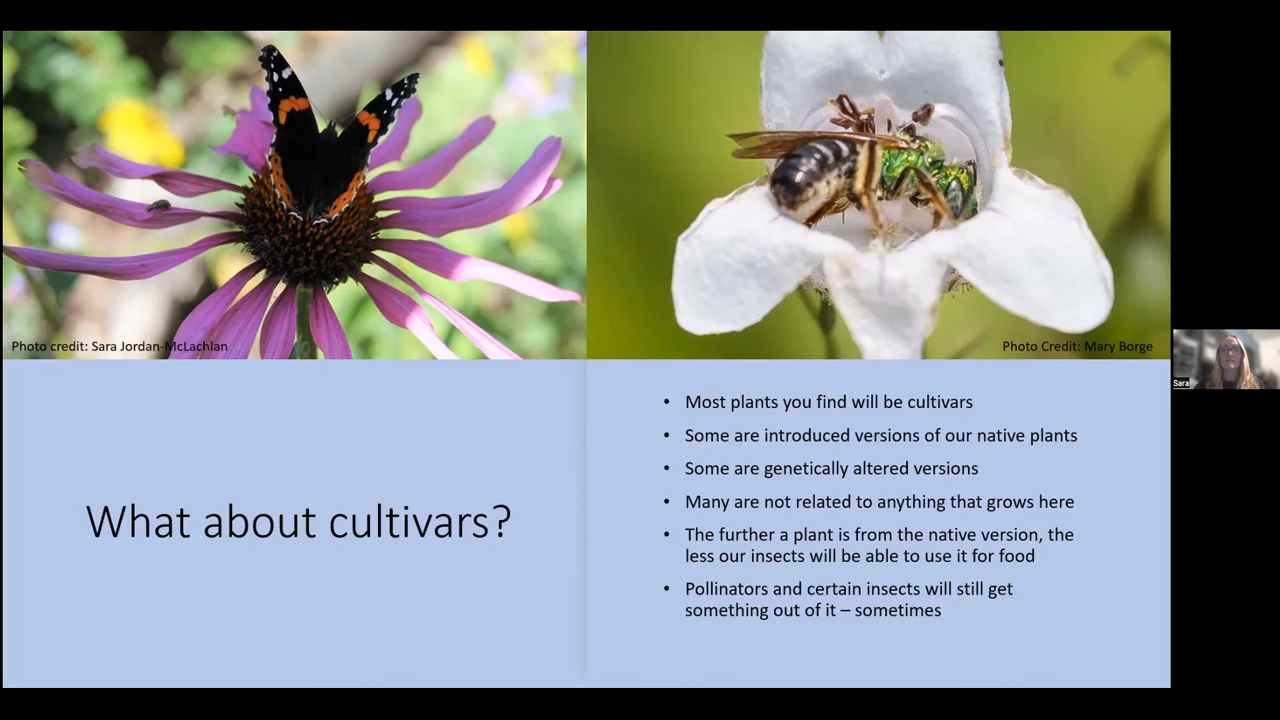 Photo credit: Sara Jordan-McLachlan
Photo Credit: Mary Borge
Sara
What about cultivars?
• Most plants you find will be cultivars
• Some are introduced versions of our native plants
• Some are genetically altered versions
• Many are not related to anything that grows here
• The further a plant is from the native version, the
less our insects will be able to use it for food
• Pollinators and certain insects will still get
something out of it – sometimes